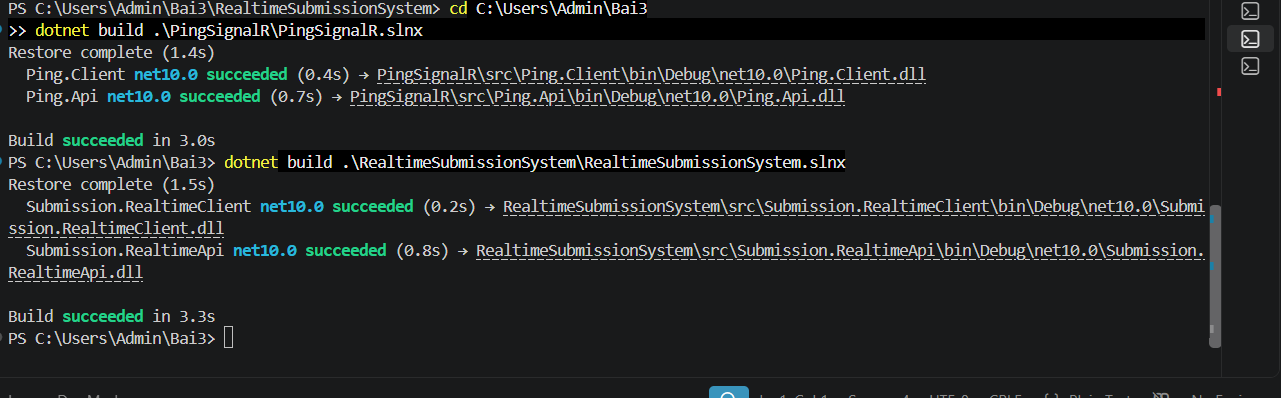 PS C:\Users\Admin\Bai3\RealtimeSubmissionSystem> cd C:\Users\Admin\Bai3
>> dotnet build .\PingSignalR\PingSignalR.slnx
Restore complete (1.4s)
  Ping.Client net10.0 succeeded (0.4s) → PingSignalR\src\Ping.Client\bin\Debug\net10.0\Ping.Client.dll
  Ping.Api net10.0 succeeded (0.7s) → PingSignalR\src\Ping.Api\bin\Debug\net10.0\Ping.Api.dll

Build succeeded in 3.0s
PS C:\Users\Admin\Bai3> dotnet build .\RealtimeSubmissionSystem\RealtimeSubmissionSystem.slnx
Restore complete (1.5s)
  Submission.RealtimeClient net10.0 succeeded (0.2s) → RealtimeSubmissionSystem\src\Submission.RealtimeClient\bin\Debug\net10.0\Submi
ssion.RealtimeClient.dll
  Submission.RealtimeApi net10.0 succeeded (0.8s) → RealtimeSubmissionSystem\src\Submission.RealtimeApi\bin\Debug\net10.0\Submission.
RealtimeApi.dll

Build succeeded in 3.3s
PS C:\Users\Admin\Bai3>